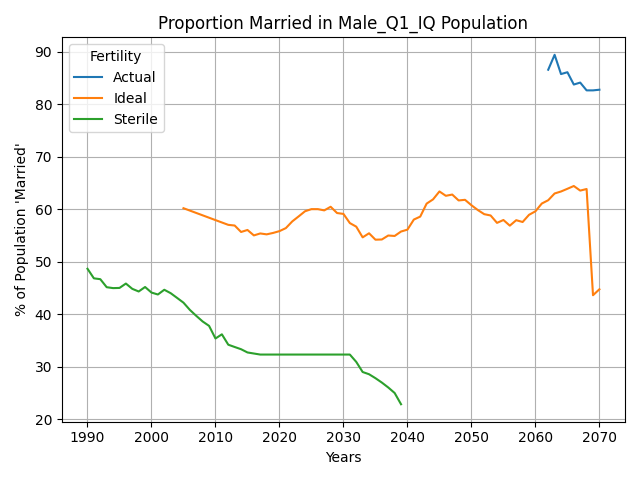 Proportion Married in Male_Q1_IQ Population
Fertility
Actual
Ideal
Sterile
% of Population 'Married'
90
80
70
60
50
40
30
20
1990 2000 2010 2020 2030 2040 2050 2060 2070
Years